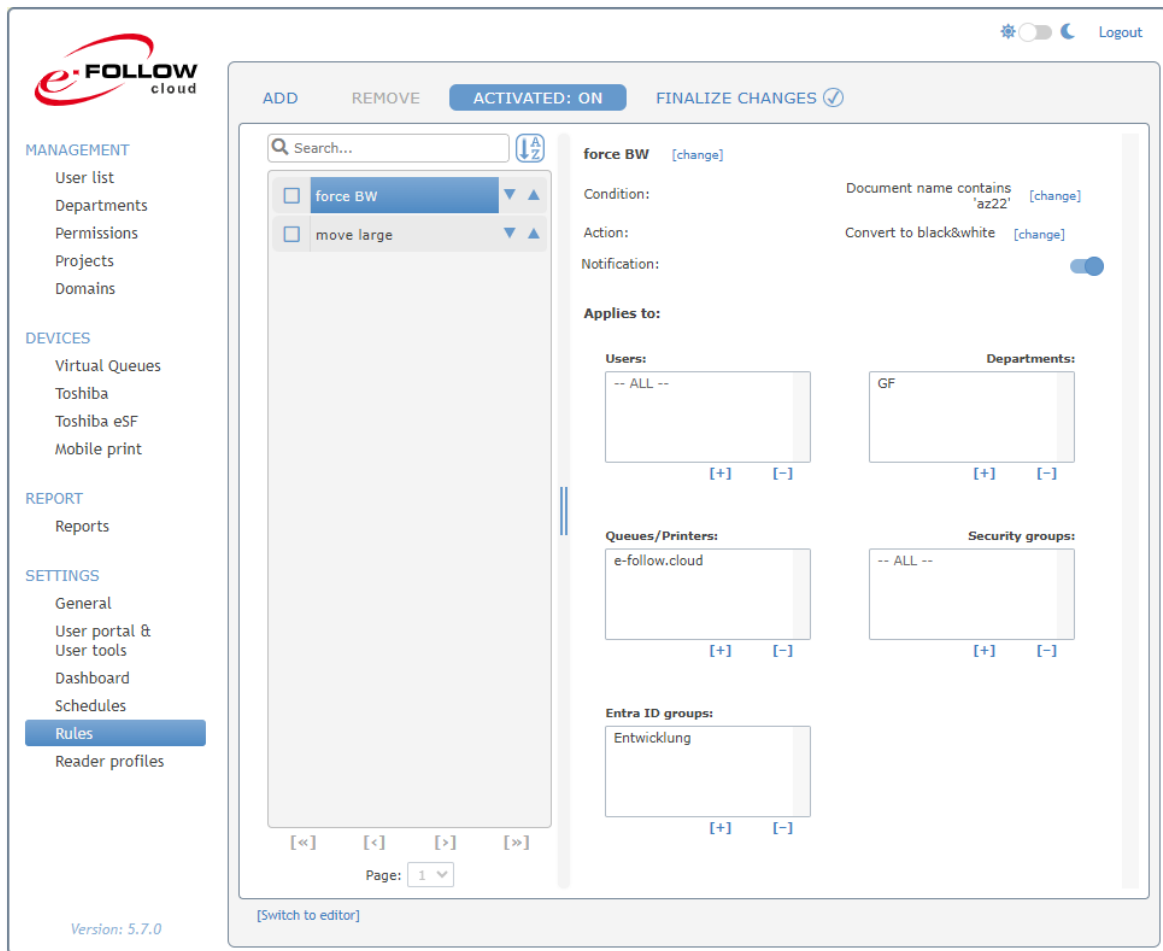 Logout
e-FOLLOW
cloud
ADD REMOVE ACTIVATED: ON FINALIZE CHANGES
MANAGEMENT
User list
Departments
Permissions
Projects
Domains
DEVICES
Virtual Queues
Toshiba
Toshiba eSF
Mobile print
REPORT
Reports
SETTINGS
General
User portal &
User tools
Dashboard
Schedules
Rules
Reader profiles
Version: 5.7.0
Search...
A
Z
force BW
move large
[«] [‹] [›] [»]
Page: 1
[Switch to editor]
force BW [change]
Condition: Document name contains
'az22' [change]
Action: Convert to black&white [change]
Notification:
Applies to:
Users: Departments:
-- ALL -- GF
[+] [-] [+] [-]
Queues/Printers: Security groups:
e-follow.cloud -- ALL --
[+] [-] [+] [-]
Entra ID groups:
Entwicklung
[+] [-]